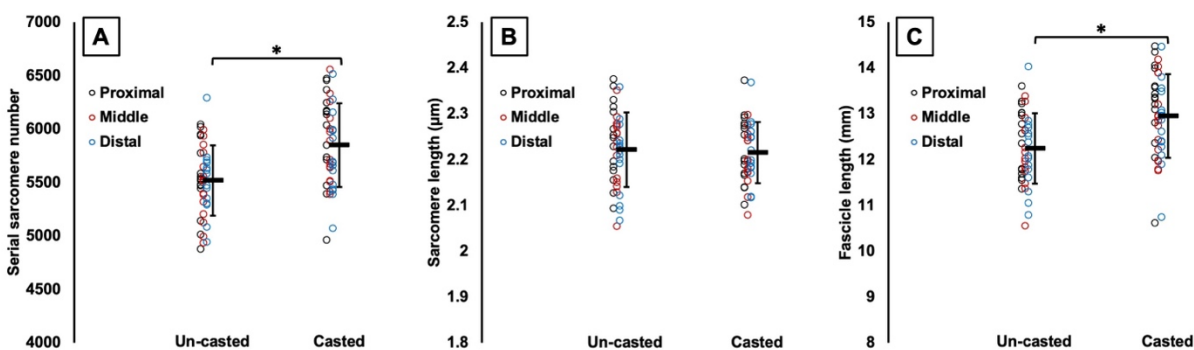 A
Serial sarcomere number
7000
6500
6000
5500
5000
4500
4000
Proximal
Middle
Distal
*
Un-casted
Casted
B
Sarcomere length (µm)
2.5
2.4
2.3
2.2
2.1
2
1.9
1.8
Proximal
Middle
Distal
Un-casted
Casted
C
Fascicle length (mm)
15
14
13
12
11
10
9
8
Proximal
Middle
Distal
*
Un-casted
Casted